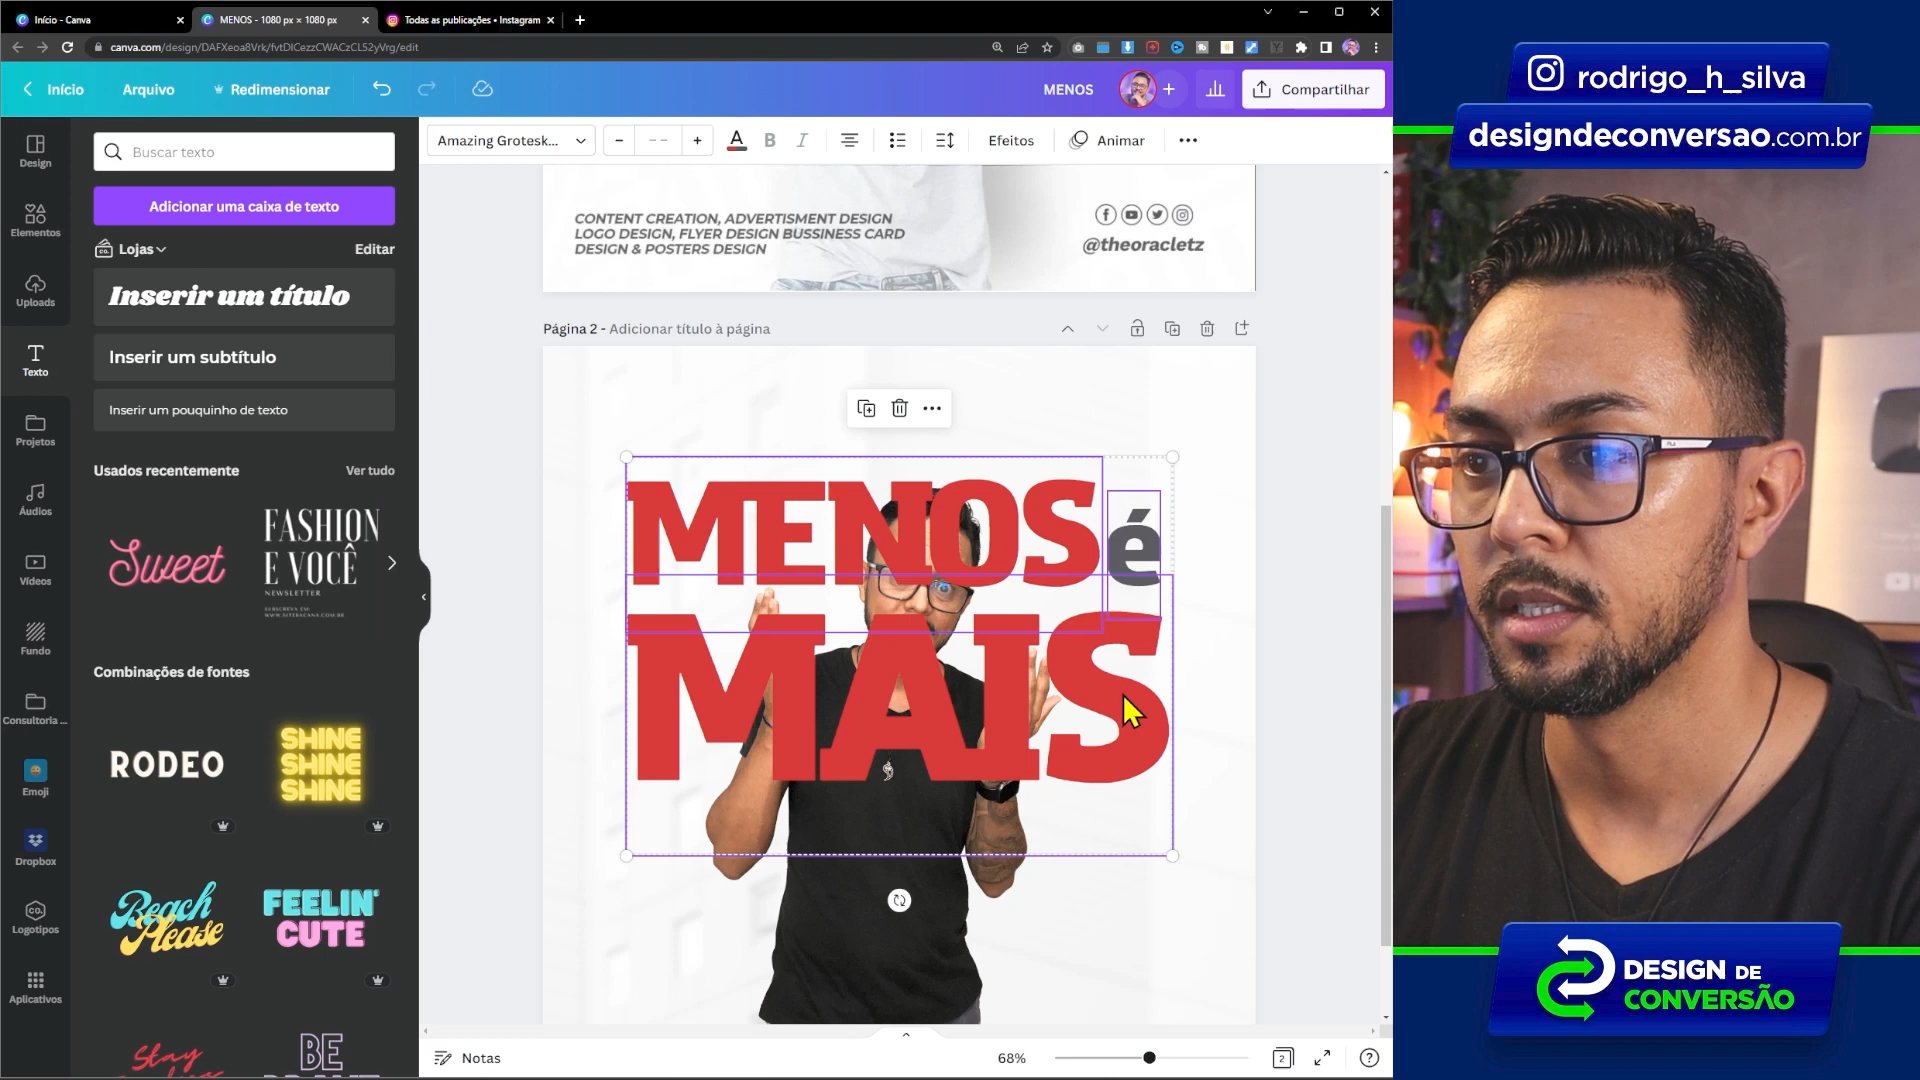 Início - Canva
MENOS - 1080 px × 1080 px
Todas as publicações • Instagram
canva.com/design/DAFXeoa8Vrk/fvtDICezzCWACzCL52yVrg/edit
Início
Arquivo
Redimensionar
MENOS
Compartilhar
Design
Elementos
Uploads
Texto
Projetos
Áudios
Vídeos
Fundo
Consultoria ...
Emoji
Dropbox
Logotipos
Aplicativos
Buscar texto
Adicionar uma caixa de texto
Lojas
Editar
Inserir um título
Inserir um subtítulo
Inserir um pouquinho de texto
Usados recentemente
Ver tudo
Sweet
FASHION
E VOCÊ
NEWSLETTER
Combinações de fontes
RODEO
SHINE
SHINE
SHINE
Beach
Please
FEELIN'
CUTE
Stay
BE
Amazing Grotesk...
Efeitos
Animar
CONTENT CREATION, ADVERTISMENT DESIGN
LOGO DESIGN, FLYER DESIGN BUSSINESS CARD
DESIGN & POSTERS DESIGN
@theoracletz
Página 2 - Adicionar título à página
MENOS é
MAIS
Notas
68%
2
rodrigo_h_silva
designdeconversao.com.br
DESIGN DE
CONVERSÃO